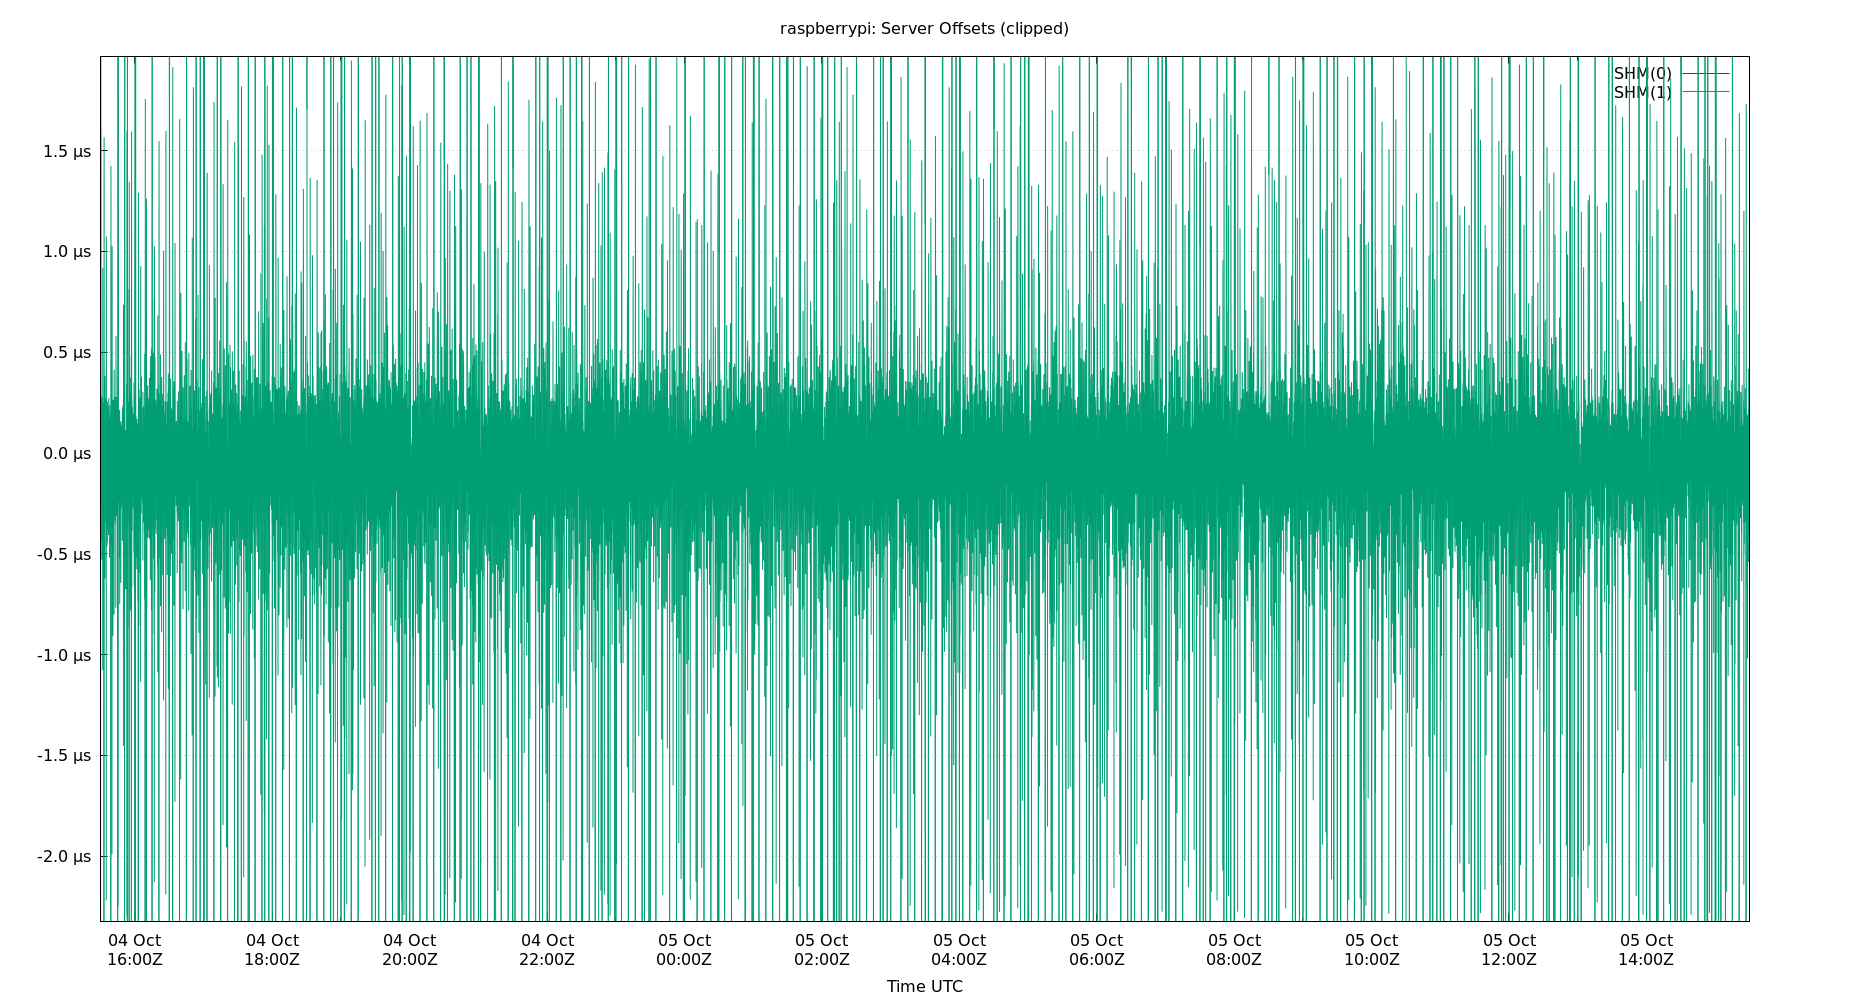 raspberrypi: Server Offsets (clipped)
SHM(0)
SHM(1)
1.5 µs
1.0 µs
0.5 µs
0.0 µs
-0.5 µs
-1.0 µs
-1.5 µs
-2.0 µs
04 Oct 04 Oct 04 Oct 04 Oct 05 Oct 05 Oct 05 Oct 05 Oct 05 Oct 05 Oct 05 Oct 05 Oct
16:00Z 18:00Z 20:00Z 22:00Z 00:00Z 02:00Z 04:00Z 06:00Z 08:00Z 10:00Z 12:00Z 14:00Z
Time UTC